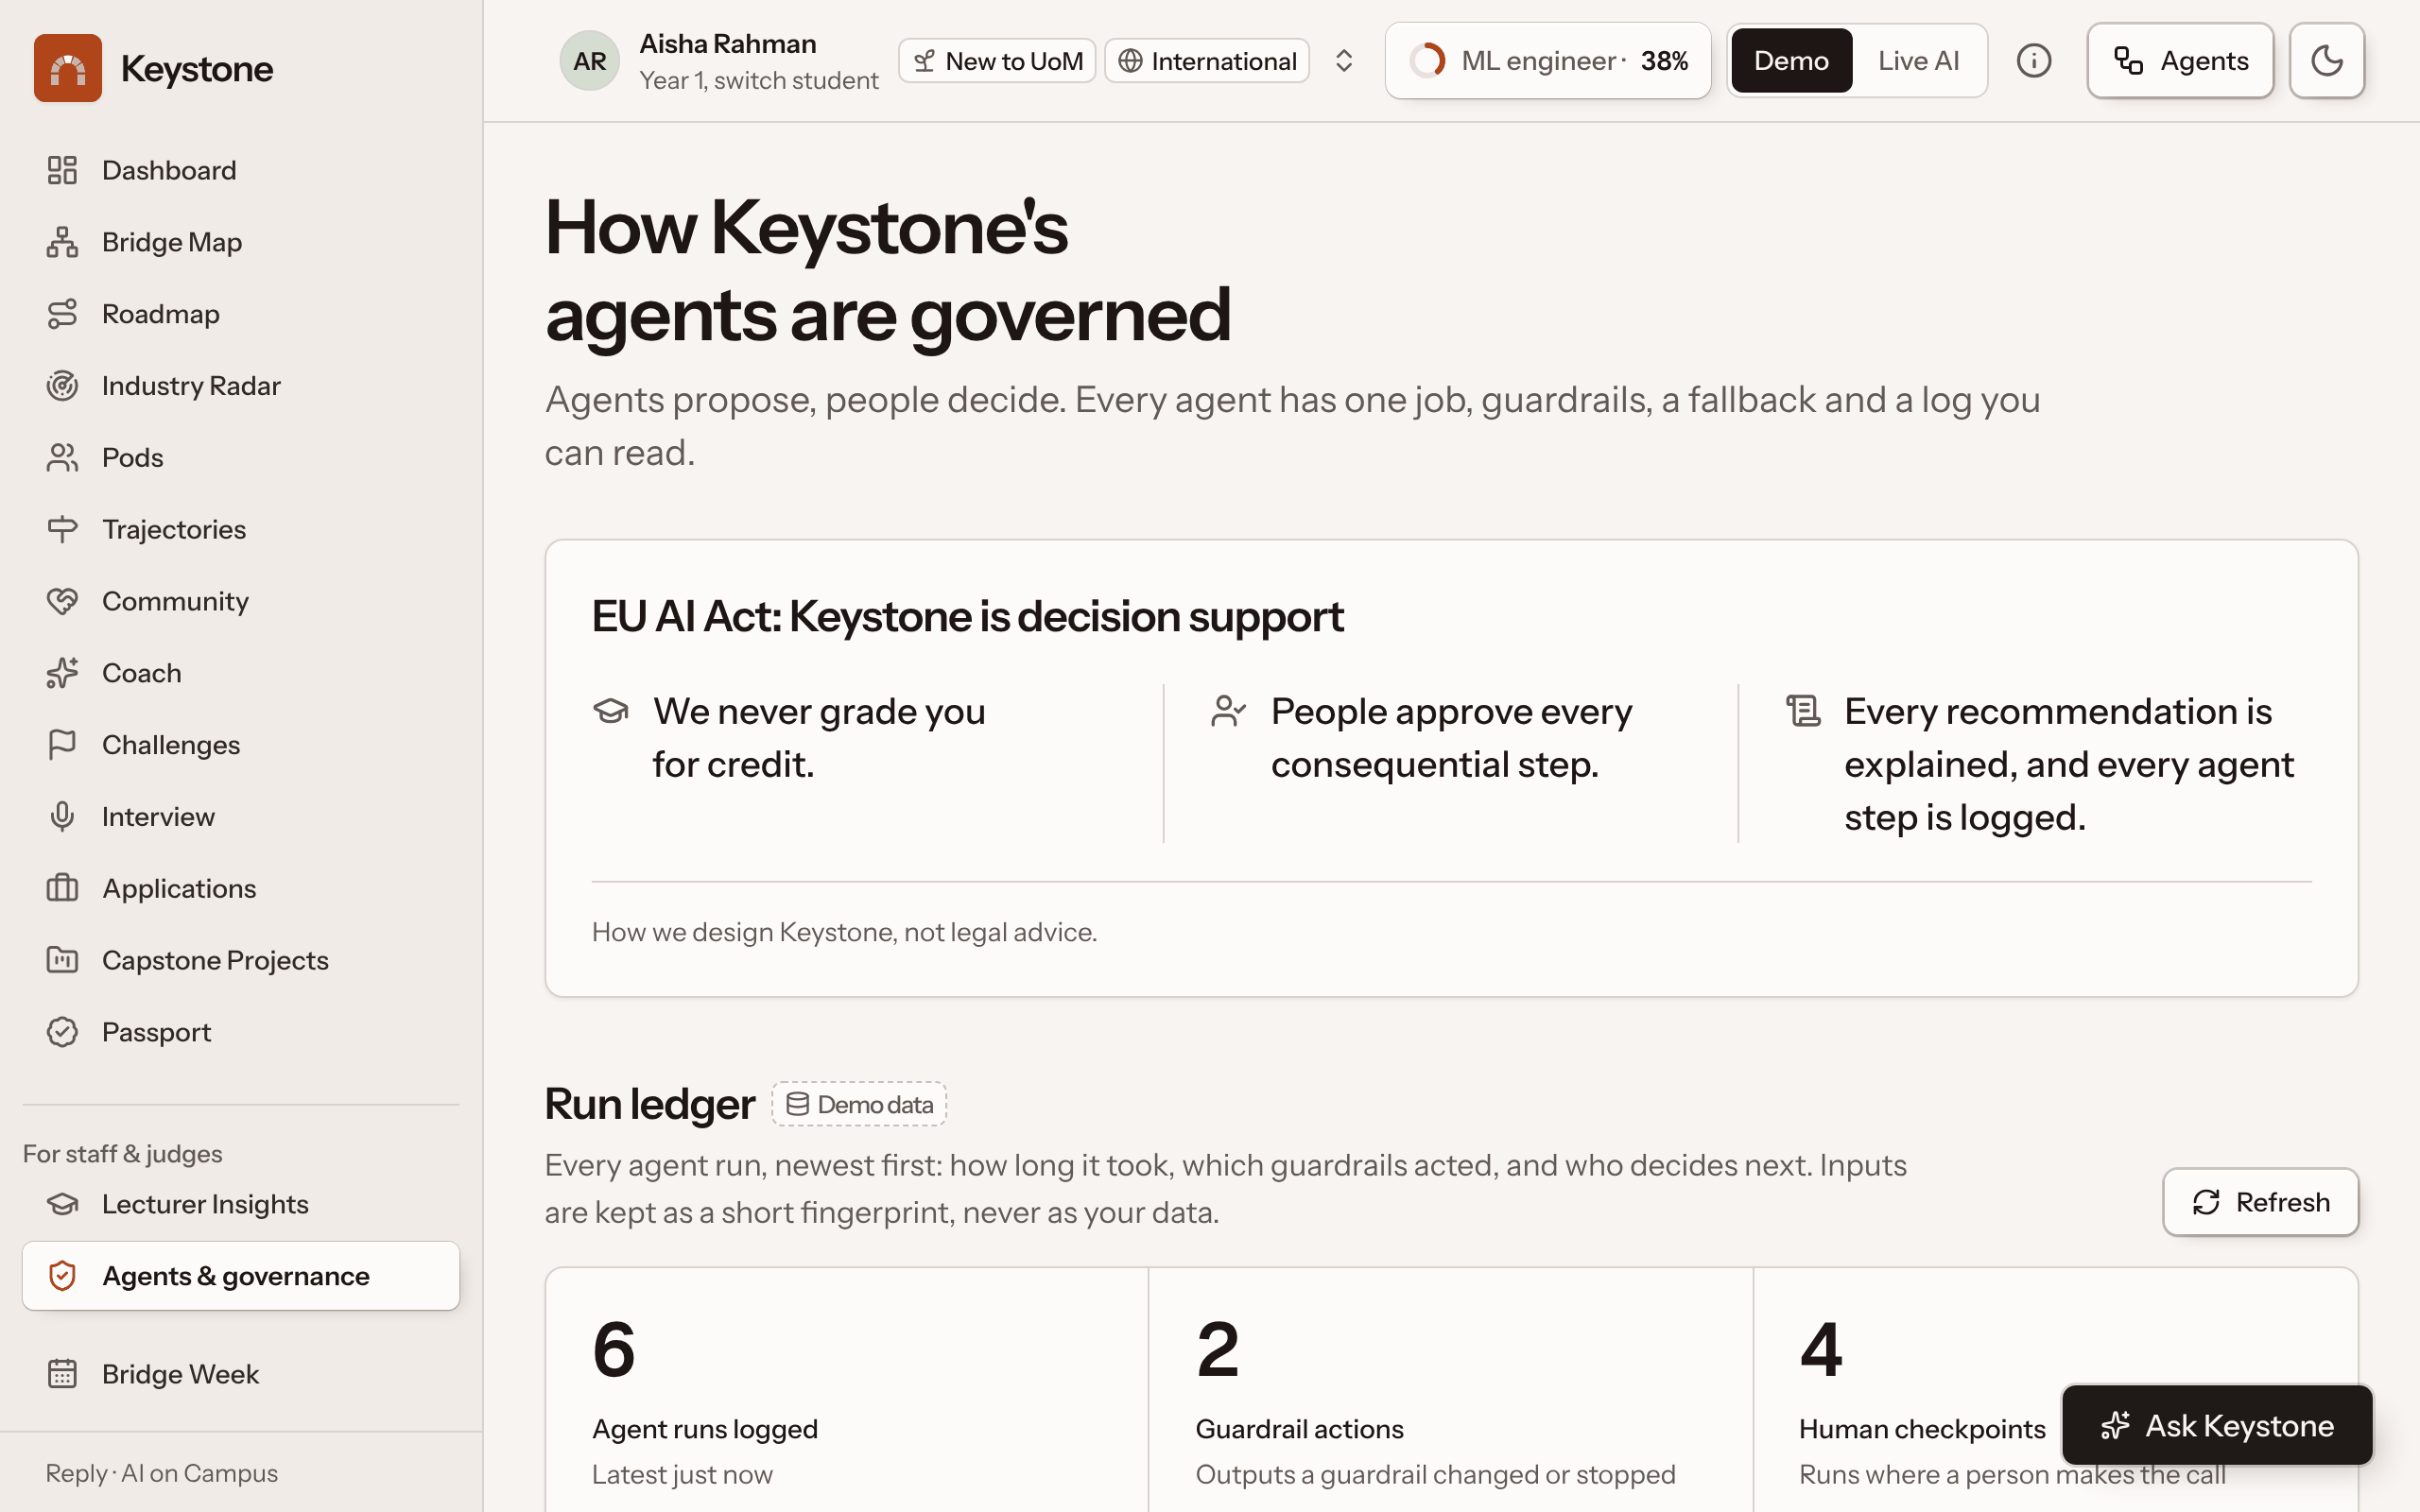 Keystone
Dashboard
Bridge Map
Roadmap
Industry Radar
Pods
Trajectories
Community
Coach
Challenges
Interview
Applications
Capstone Projects
Passport
For staff & judges
Lecturer Insights
Agents & governance
Bridge Week
Reply · AI on Campus
AR
Aisha Rahman
Year 1, switch student
New to UoM
International
ML engineer · 38%
Demo
Live AI
Agents
How Keystone's
agents are governed
Agents propose, people decide. Every agent has one job, guardrails, a fallback and a log you
can read.
EU AI Act: Keystone is decision support
We never grade you
for credit.
People approve every
consequential step.
Every recommendation is
explained, and every agent
step is logged.
How we design Keystone, not legal advice.
Run ledger
Demo data
Every agent run, newest first: how long it took, which guardrails acted, and who decides next. Inputs
are kept as a short fingerprint, never as your data.
Refresh
6
Agent runs logged
Latest just now
2
Guardrail actions
Outputs a guardrail changed or stopped
4
Human checkpoints
Runs where a person makes the call
Ask Keystone